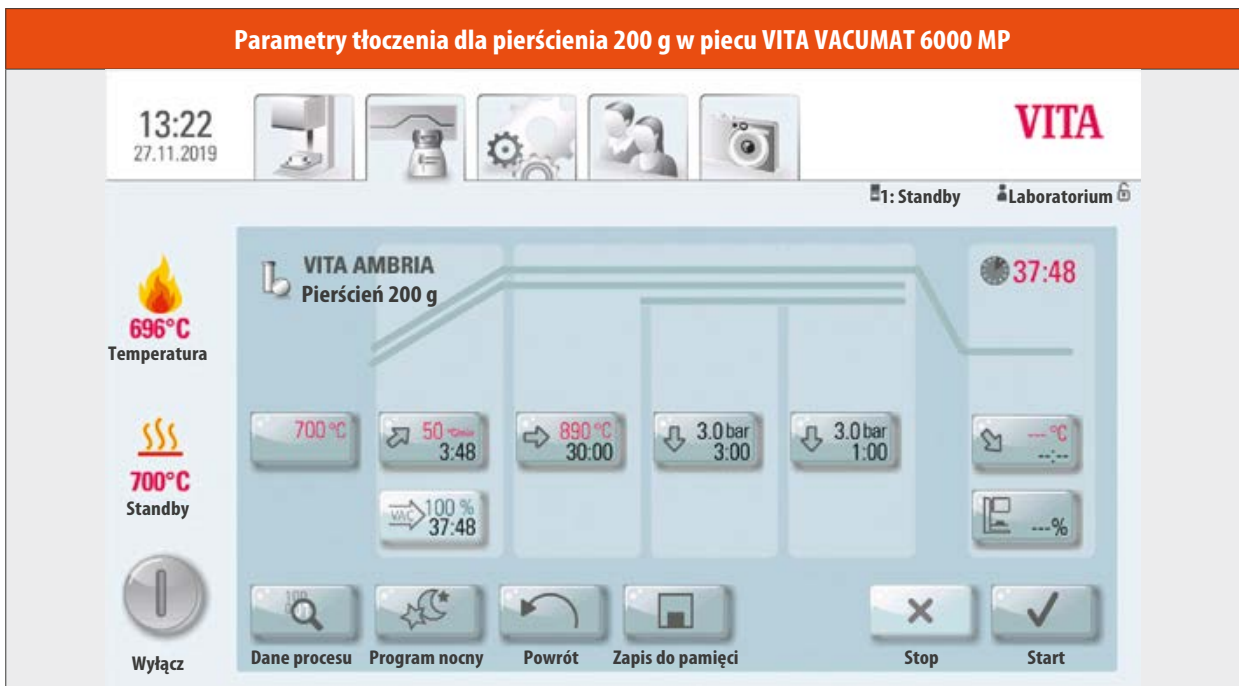 Parametry tłoczenia dla pierścienia 200 g w piecu VITA VACUMAT 6000 MP
13:22
27.11.2019
VITA
1: Standby
Laboratorium
VITA AMBRIA
Pierścień 200 g
37:48
696°C
Temperatura
700°C
Standby
Wyłącz
700 °C
50 °C/min
3:48
VAC 100 %
37:48
890 °C
30:00
3.0 bar
3:00
3.0 bar
1:00
--- °C
--:--
---%
Dane procesu
Program nocny
Powrót
Zapis do pamięci
Stop
Start